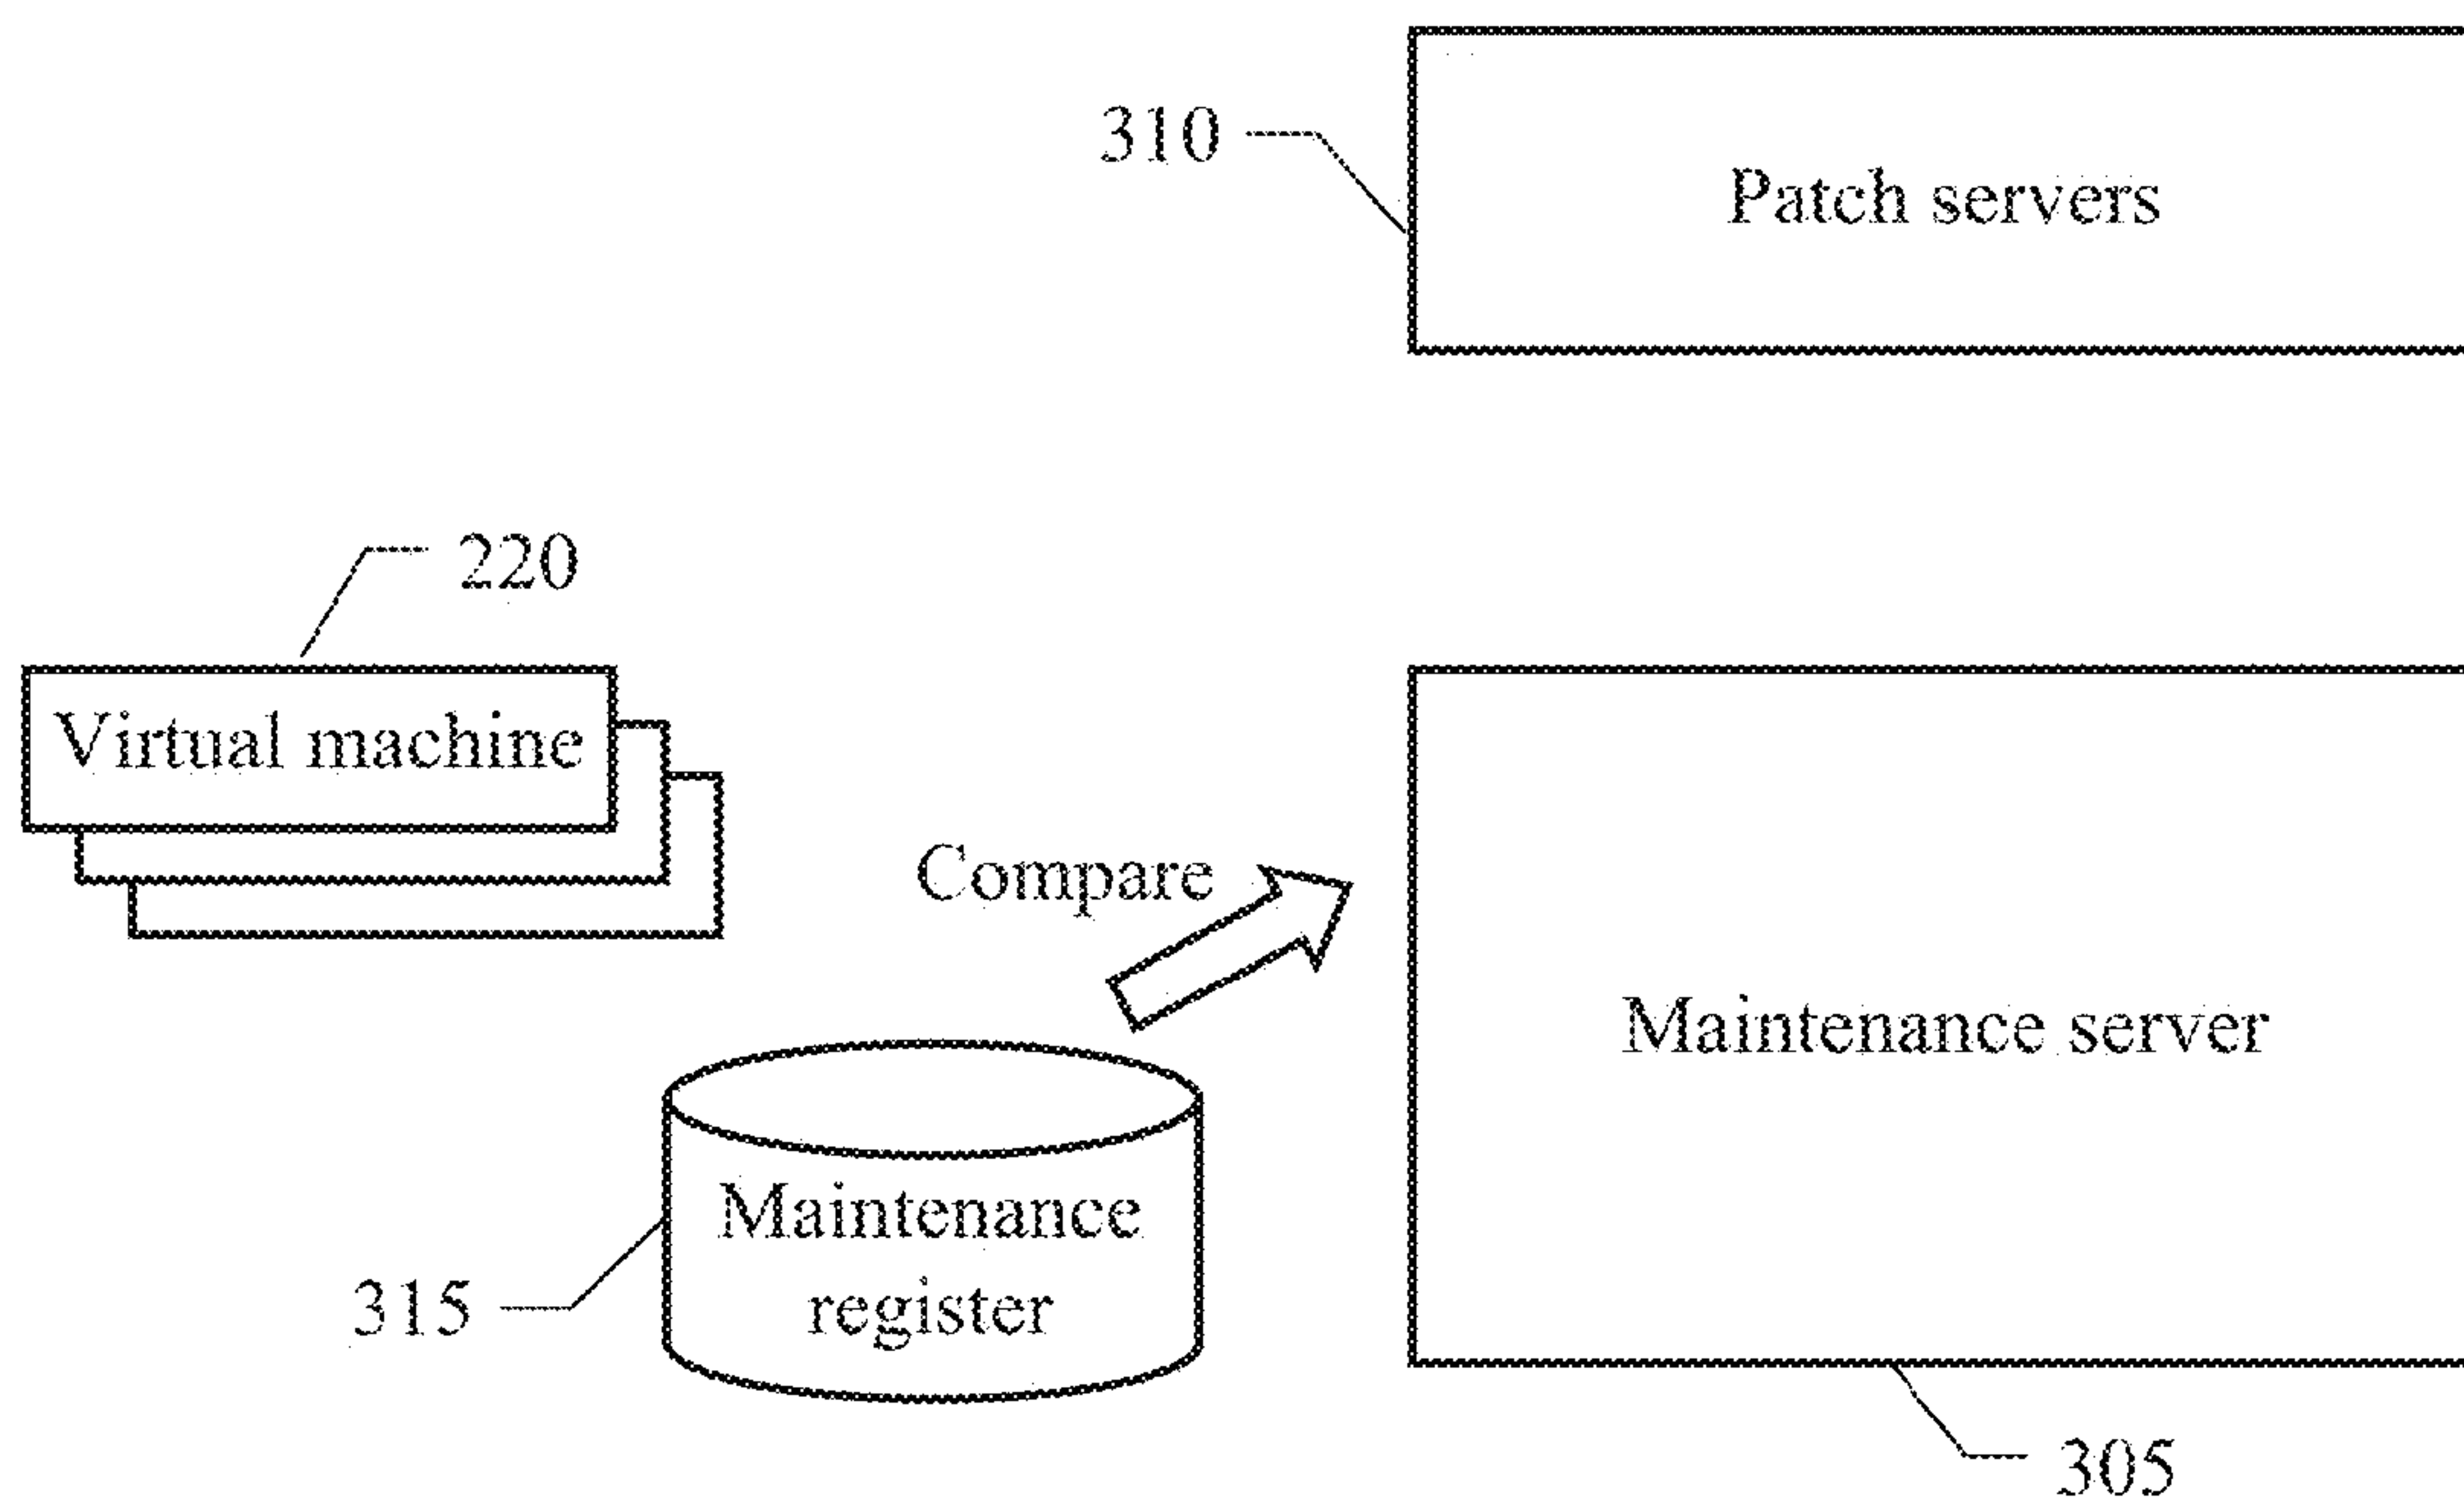 310
Patch servers
220
Virtual machine
Compare
Maintenance server
Maintenance
register
315
305